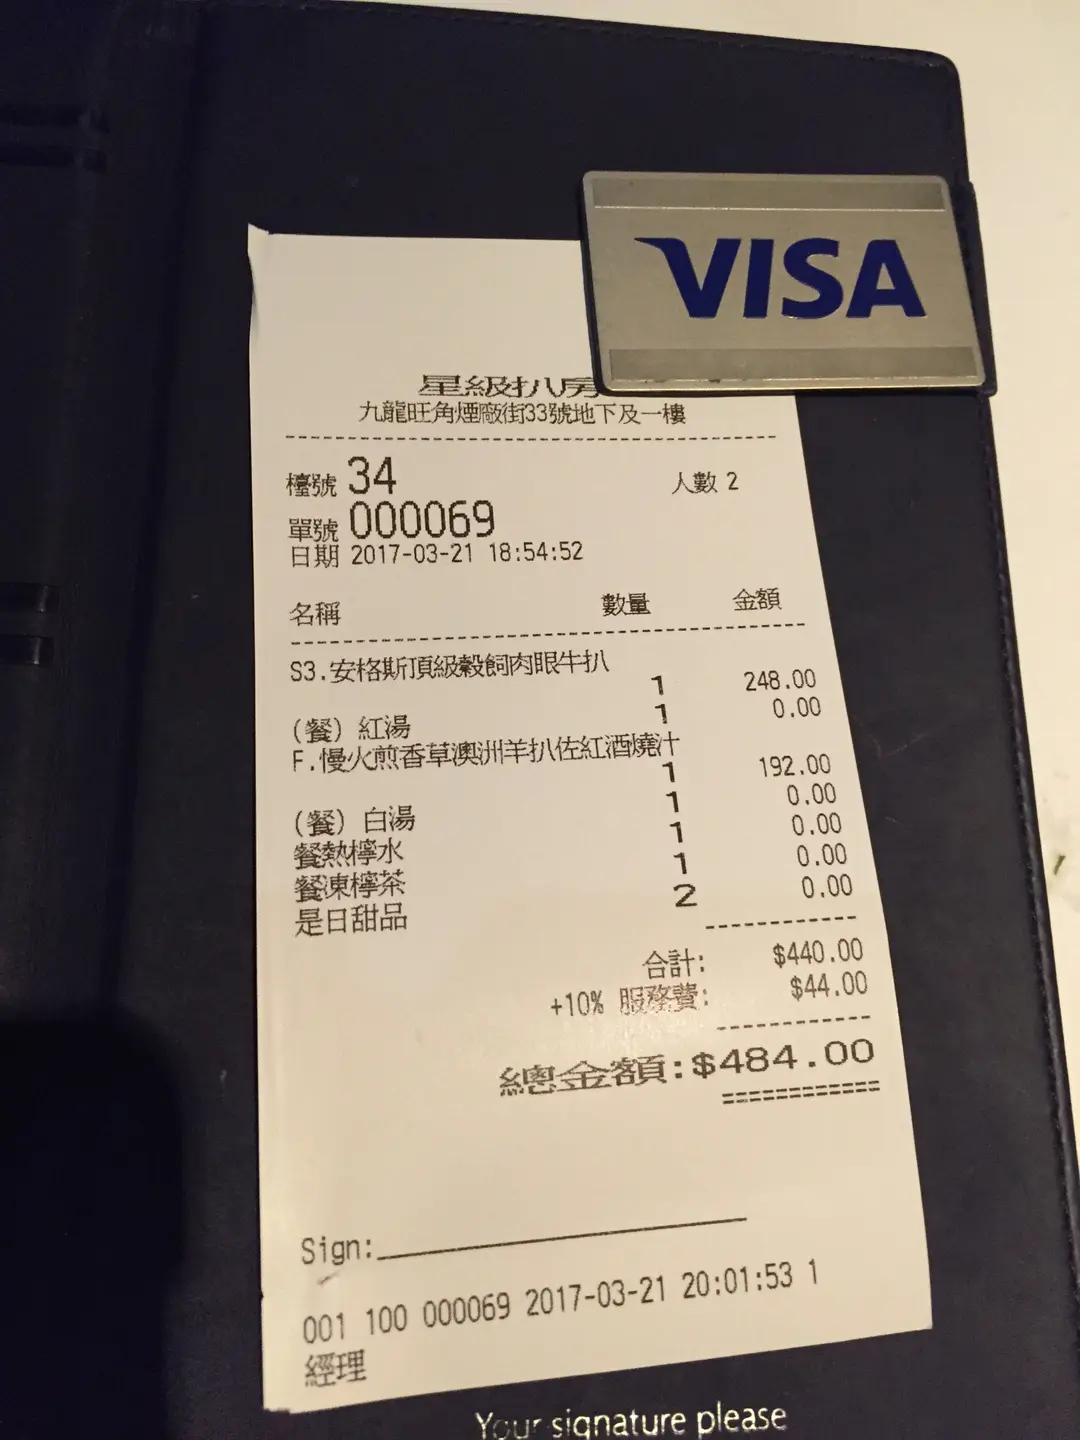 VISA
星級扒房
九龍旺角煙廠街33號地下及一樓
檯號 34 人數 2
單號 000069
日期 2017-03-21 18:54:52
名稱 數量 金額
S3.安格斯頂級穀飼肉眼牛扒
1 248.00
(餐) 紅湯 1 0.00
F.慢火煎香草澳洲羊扒佐紅酒燒汁
1 192.00
(餐) 白湯 1 0.00
餐熱檸水 1 0.00
餐凍檸茶 1 0.00
是日甜品 2 0.00
合計: $440.00
+10% 服務費: $44.00
總金額:$484.00
Sign:
001 100 000069 2017-03-21 20:01:53 1
經理
Your signature please